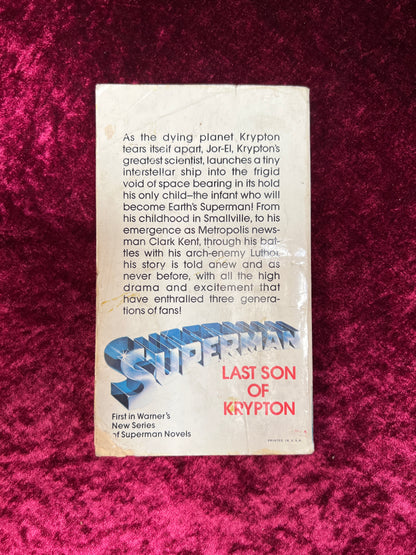 As the dying planet Krypton
tears itself apart, Jor-El, Krypton's
greatest scientist, launches a tiny
interstellar ship into the frigid
void of space bearing in its hold
his only child—the infant who will
become Earth's Superman! From
his childhood in Smallville, to his
emergence as Metropolis news-
man Clark Kent, through his bat-
tles with his arch-enemy Luthor
his story is told anew and as
never before, with all the high
drama and excitement that
have enthralled three genera-
tions of fans!
SUPERMAN
LAST SON
OF
KRYPTON
First in Warner's
New Series
of Superman Novels
PRINTED IN U.S.A.